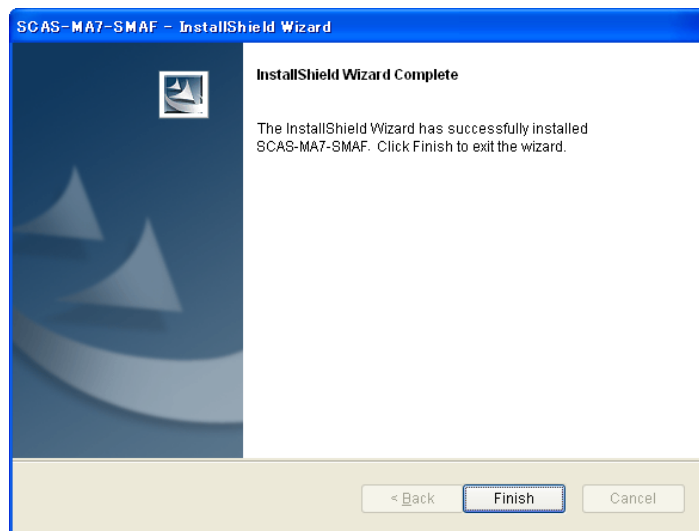 SCAS-MA7-SMAF - InstallShield Wizard
InstallShield Wizard Complete
The InstallShield Wizard has successfully installed
SCAS-MA7-SMAF. Click Finish to exit the wizard.
< Back
Finish
Cancel